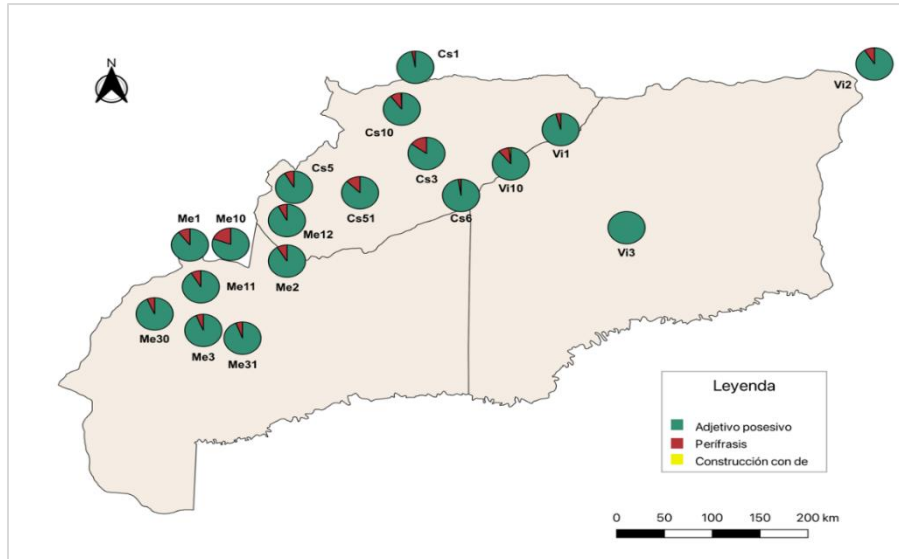 N
Cs1
Vi2
Cs10
Vi1
Cs3
Cs5
Vi10
Cs51
Cs6
Me1
Me10
Me12
Vi3
Me2
Me11
Me30
Me3
Me31
Leyenda
Adjetivo posesivo
Perífrasis
Construcción con de
0 50 100 150 200 km